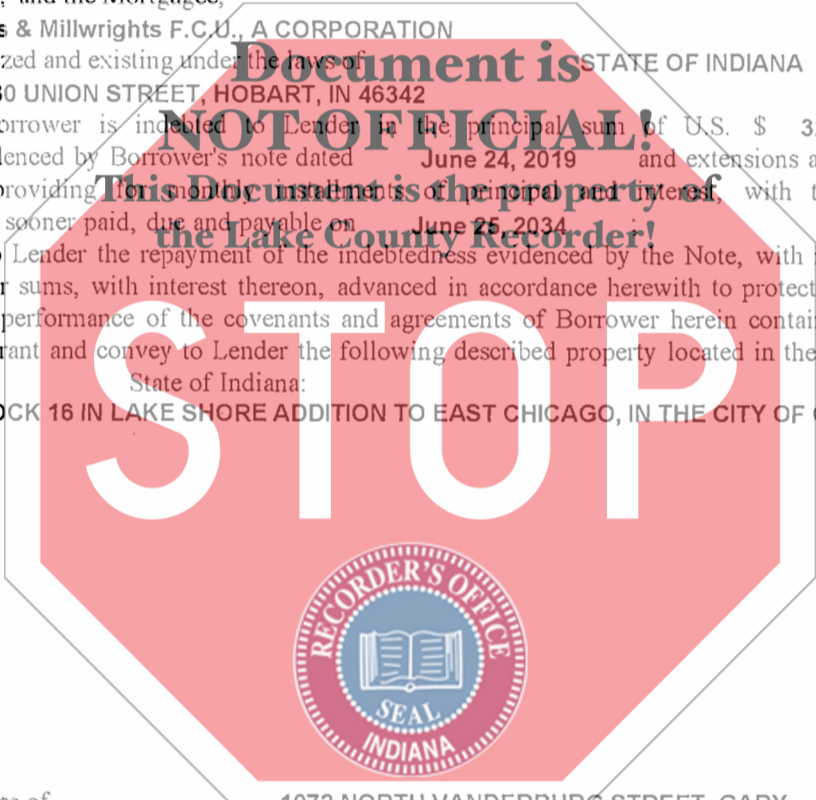 and the Mortgagee,
& Millwrights F.C.U., A CORPORATION
zed and existing under the laws of STATE OF INDIANA
0 UNION STREET, HOBART, IN 46342
orrower is indebted to Lender in the principal sum of U.S. $ 3
denced by Borrower's note dated June 24, 2019 and extensions a
providing for monthly installments of principal and interest, with t
sooner paid, due and payable on June 25, 2034
Lender the repayment of the indebtedness evidenced by the Note, with
r sums, with interest thereon, advanced in accordance herewith to protect
performance of the covenants and agreements of Borrower herein contai
rant and convey to Lender the following described property located in the
State of Indiana:
OCK 16 IN LAKE SHORE ADDITION TO EAST CHICAGO, IN THE CITY OF
Document is
NOT OFFICIAL!
This Document is the property of
the Lake County Recorder!
STOP
RECORDER'S OFFICE
SEAL
INDIANA
1073 NORTH VANDERBURG STREET, GARY